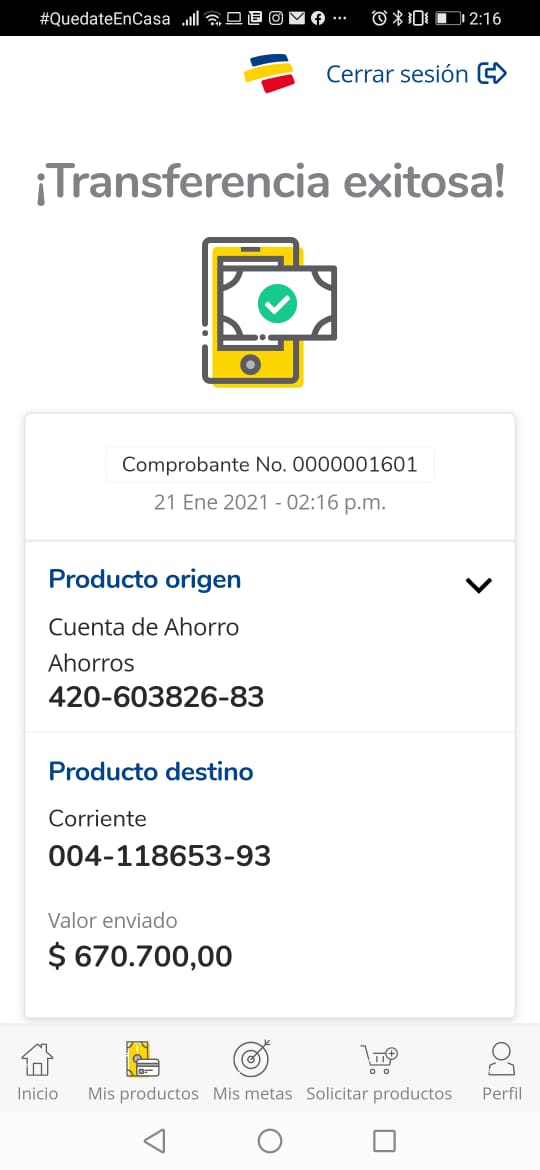 #QuedateEnCasa ··· 2:16
Cerrar sesión
¡Transferencia exitosa!
Comprobante No. 0000001601
21 Ene 2021 - 02:16 p.m.
Producto origen
Cuenta de Ahorro
Ahorros
420-603826-83
Producto destino
Corriente
004-118653-93
Valor enviado
$ 670.700,00
Inicio Mis productos Mis metas Solicitar productos Perfil